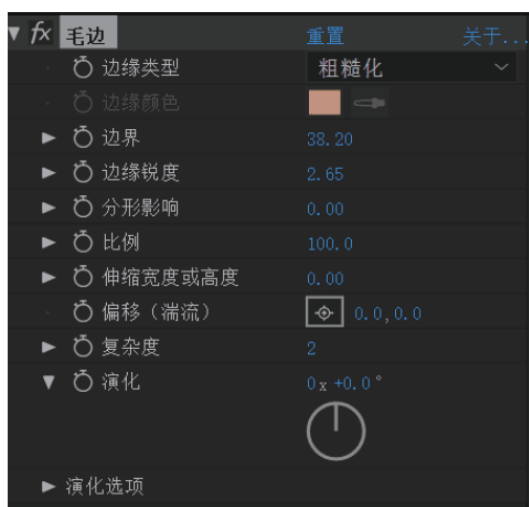 fx 毛边 重置 关于...
边缘类型 粗糙化
边缘颜色
边界 38.20
边缘锐度 2.65
分形影响 0.00
比例 100.0
伸缩宽度或高度 0.00
偏移（湍流） 0.0,0.0
复杂度 2
演化 0x+0.0°
演化选项